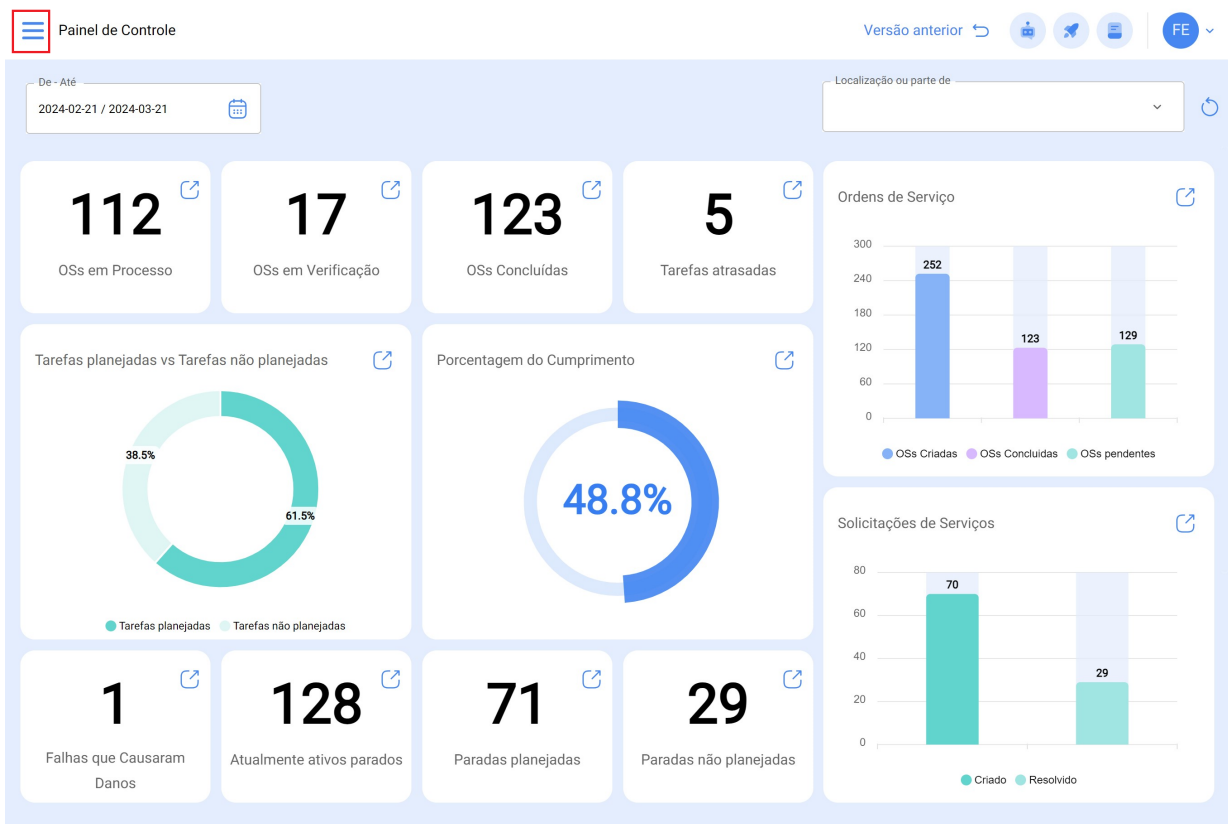 Painel de Controle
Versão anterior
FE
De - Até
2024-02-21 / 2024-03-21
Localização ou parte de
112
OSs em Processo
17
OSs em Verificação
123
OSs Concluídas
5
Tarefas atrasadas
Ordens de Serviço
300
240
180
120
60
0
252
123
129
OSs Criadas
OSs Concluidas
OSs pendentes
Tarefas planejadas vs Tarefas não planejadas
38.5%
61.5%
Tarefas planejadas
Tarefas não planejadas
Porcentagem do Cumprimento
48.8%
Solicitações de Serviços
80
60
40
20
0
70
29
Criado
Resolvido
1
Falhas que Causaram
Danos
128
Atualmente ativos parados
71
Paradas planejadas
29
Paradas não planejadas